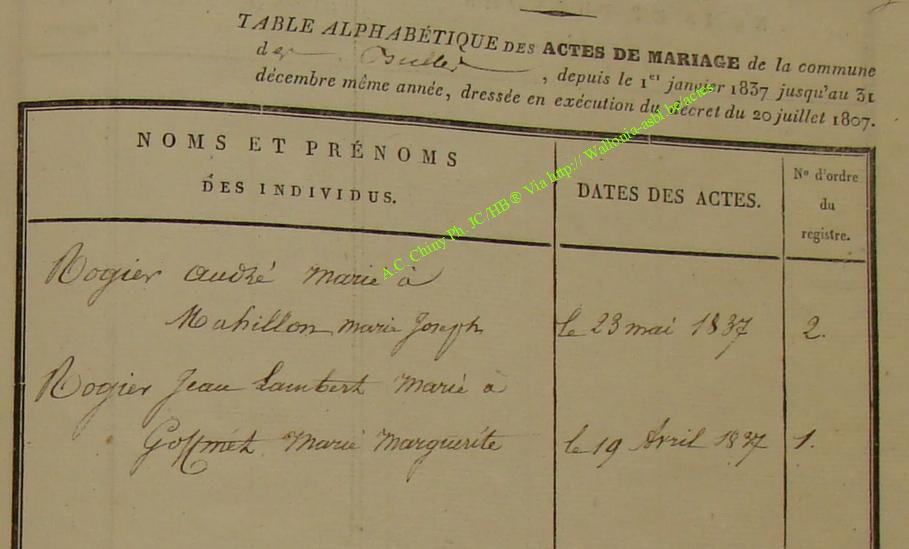 TABLE ALPHABÉTIQUE DES ACTES DE MARIAGE de la commune
de , depuis le 1er janvier 1837 jusqu'au 31
décembre même année, dressée en exécution du décret du 20 juillet 1807.
NOMS ET PRÉNOMS
DES INDIVIDUS.
DATES DES ACTES.
No d'ordre
du
registre.
A.C. Chiny Ph. JC/HB® Via http:// Wallonia-asbl.be/actes
Rogier André Marié à
Mahillon marie Joseph le 23 mai 1837 2.
Rogier Jean Lambert Marié à
Marie Marguerite le 19 Avril 1837 1.